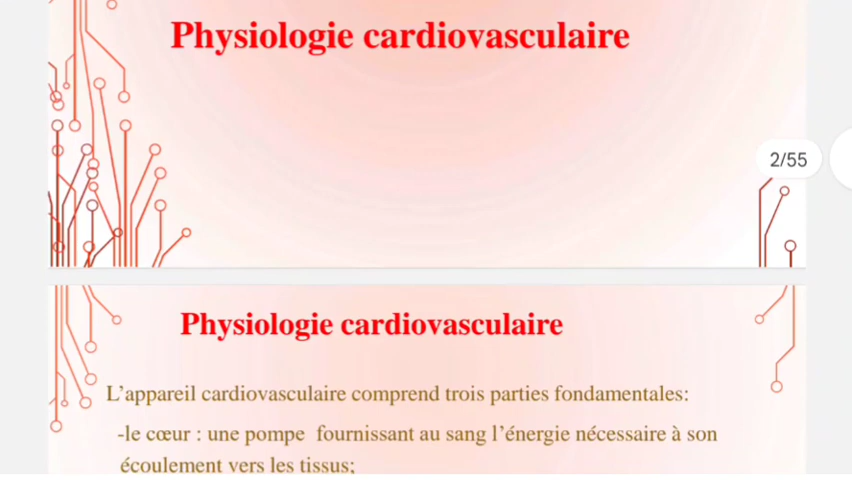 Physiologie cardiovasculaire
2/55
Physiologie cardiovasculaire
L’appareil cardiovasculaire comprend trois parties fondamentales:
-le cœur : une pompe fournissant au sang l’énergie nécessaire à son
écoulement vers les tissus;